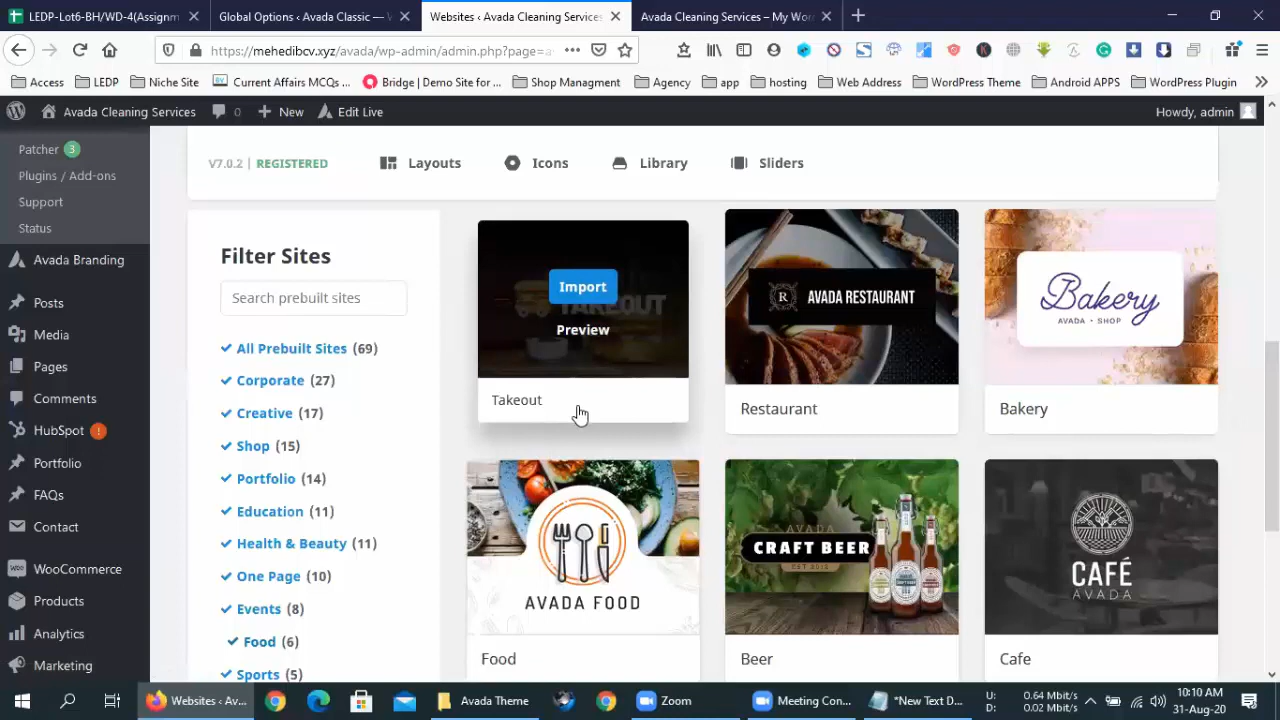 LEDP-Lot6-BH/WD-4(Assignm
Global Options ‹ Avada Classic — W
Websites ‹ Avada Cleaning Services
Avada Cleaning Services – My Wor
https://mehedibcv.xyz/avada/wp-admin/admin.php?page=a
Access
LEDP
Niche Site
Current Affairs MCQs ...
Bridge | Demo Site for ...
Shop Managment
Agency
app
hosting
Web Address
WordPress Theme
Android APPS
WordPress Plugin
Avada Cleaning Services
0
New
Edit Live
Howdy, admin
Patcher 3
Plugins / Add-ons
Support
Status
Avada Branding
Posts
Media
Pages
Comments
HubSpot !
Portfolio
FAQs
Contact
WooCommerce
Products
Analytics
Marketing
V7.0.2 | REGISTERED
Layouts
Icons
Library
Sliders
Filter Sites
Search prebuilt sites
All Prebuilt Sites (69)
Corporate (27)
Creative (17)
Shop (15)
Portfolio (14)
Education (11)
Health & Beauty (11)
One Page (10)
Events (8)
Food (6)
Sports (5)
Import
TAKEOUT
Preview
Takeout
R
AVADA RESTAURANT
Restaurant
Bakery
AVADA • SHOP
Bakery
AVADA FOOD
Food
AVADA
CRAFT BEER
EST 2012
Beer
CAFÉ
AVADA
Cafe
Websites ‹ Av...
Avada Theme
Zoom
Meeting Con...
*New Text D...
U: 0.64 Mbit/s
D: 0.02 Mbit/s
10:10 AM
31-Aug-20